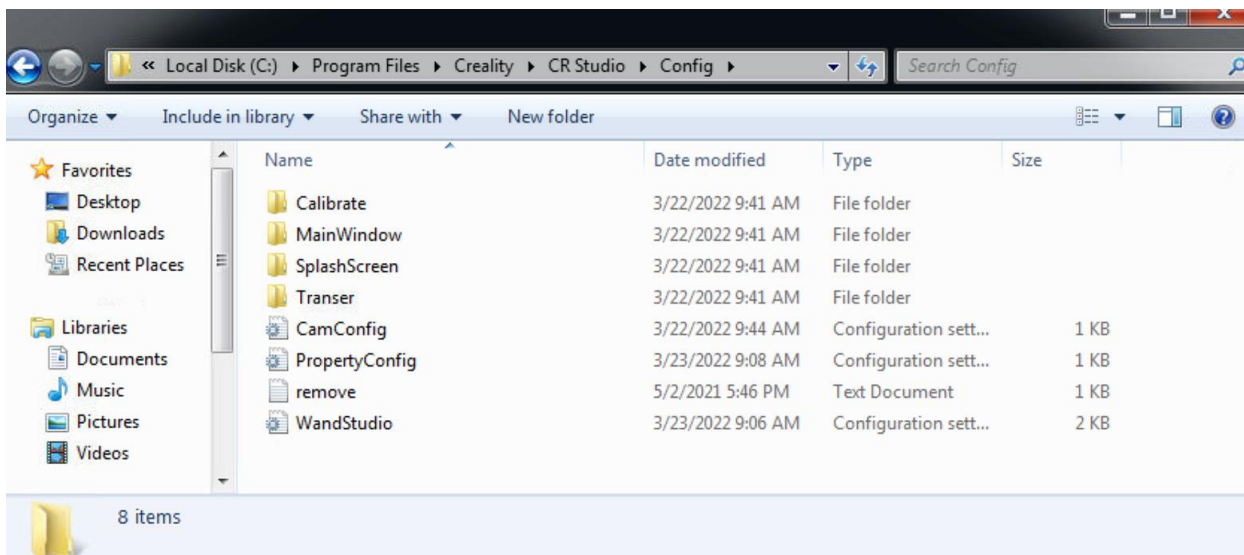 « Local Disk (C:) ▸ Program Files ▸ Creality ▸ CR Studio ▸ Config ▸ Search Config
Organize ▾ Include in library ▾ Share with ▾ New folder
Favorites
Desktop
Downloads
Recent Places
Libraries
Documents
Music
Pictures
Videos
Name Date modified Type Size
Calibrate 3/22/2022 9:41 AM File folder
MainWindow 3/22/2022 9:41 AM File folder
SplashScreen 3/22/2022 9:41 AM File folder
Transer 3/22/2022 9:41 AM File folder
CamConfig 3/22/2022 9:44 AM Configuration sett... 1 KB
PropertyConfig 3/23/2022 9:08 AM Configuration sett... 1 KB
remove 5/2/2021 5:46 PM Text Document 1 KB
WandStudio 3/23/2022 9:06 AM Configuration sett... 2 KB
8 items